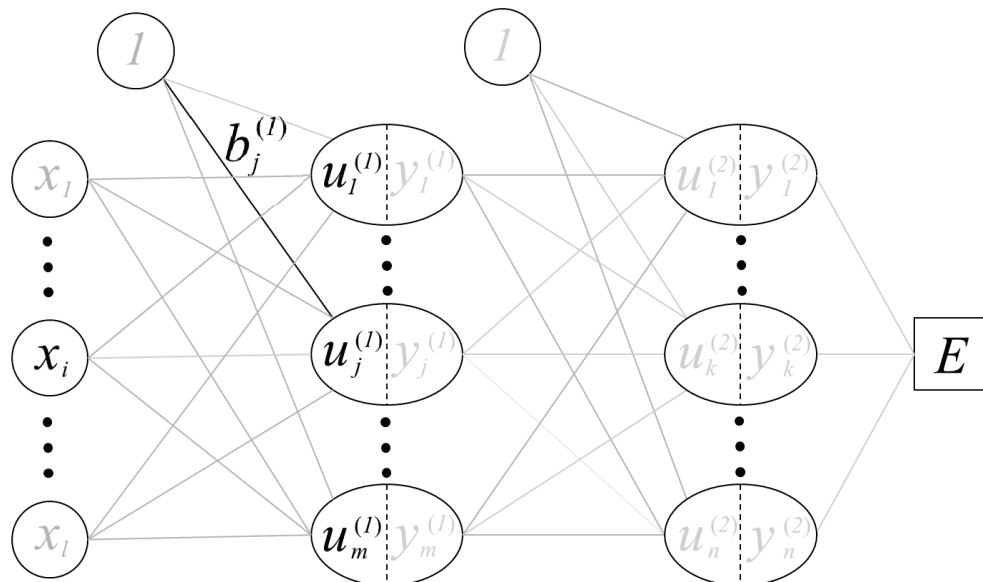 1 1
b_j^{(1)}
x_1 u_1^{(1)} y_1^{(1)} u_1^{(2)} y_1^{(2)}
x_i u_j^{(1)} y_j^{(1)} u_k^{(2)} y_k^{(2)} E
x_l u_m^{(1)} y_m^{(1)} u_n^{(2)} y_n^{(2)}